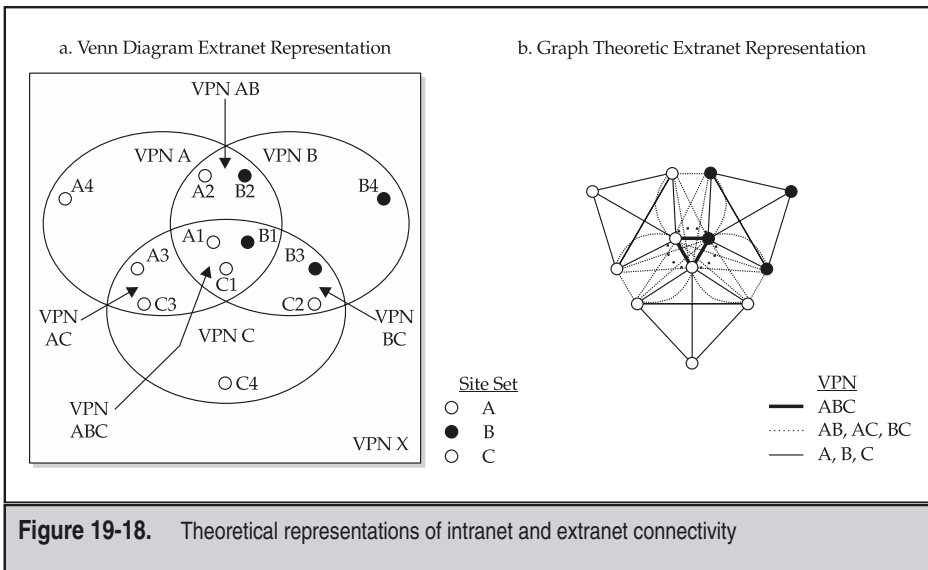 a. Venn Diagram Extranet Representation
b. Graph Theoretic Extranet Representation
VPN AB
VPN A
VPN B
A4
A2
B2
B4
A1
B1
A3
B3
C1
C3
C2
VPN
AC
VPN C
VPN
BC
C4
VPN
ABC
VPN X
Site Set
A
B
C
VPN
ABC
AB, AC, BC
A, B, C
Figure 19-18. Theoretical representations of intranet and extranet connectivity